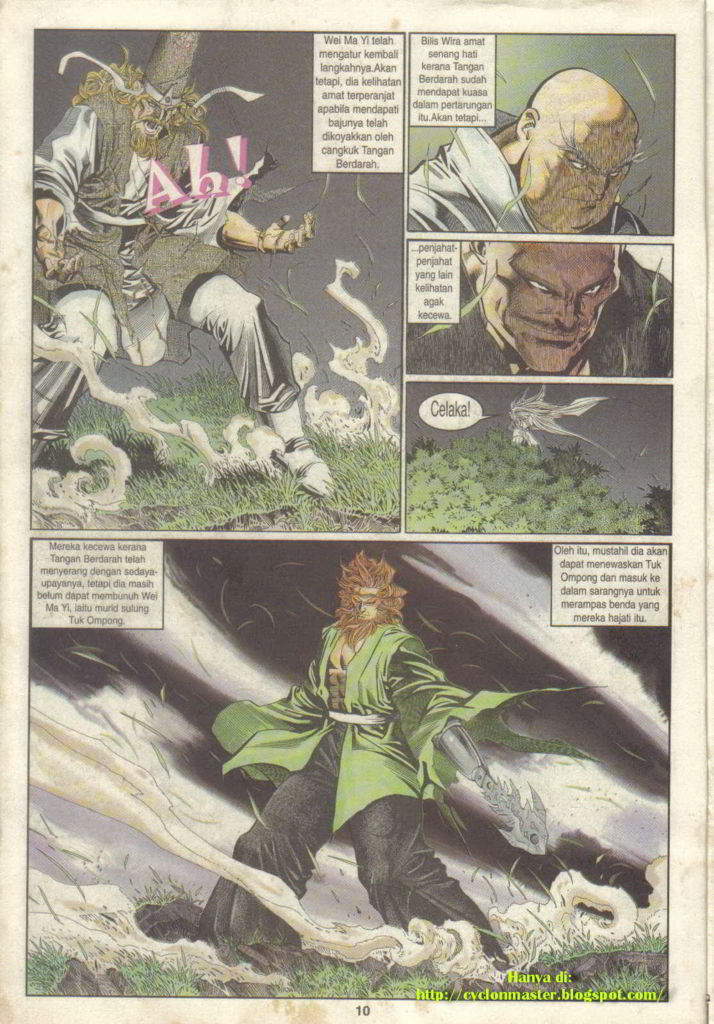 Wei Ma Yi telah
mengatur kembali
langkahnya.Akan
tetapi, dia kelihatan
amat terperanjat
apabila mendapati
bajunya telah
dikoyakkan oleh
cangkuk Tangan
Berdarah.
Ah!
Bilis Wira amat
senang hati
kerana Tangan
Berdarah sudah
mendapat kuasa
dalam pertarungan
itu.Akan tetapi...
...penjahat-
penjahat
yang lain
kelihatan
agak
kecewa.
Celaka!
Mereka kecewa kerana
Tangan Berdarah telah
menyerang dengan sedaya-
upayanya, tetapi dia masih
belum dapat membunuh Wei
Ma Yi, iaitu murid sulung
Tuk Ompong.
Oleh itu, mustahil dia akan
dapat menewaskan Tuk
Ompong dan masuk ke
dalam sarangnya untuk
merampas benda yang
mereka hajati itu.
Hanya di:
http://cyclonmaster.blogspot.com/
10